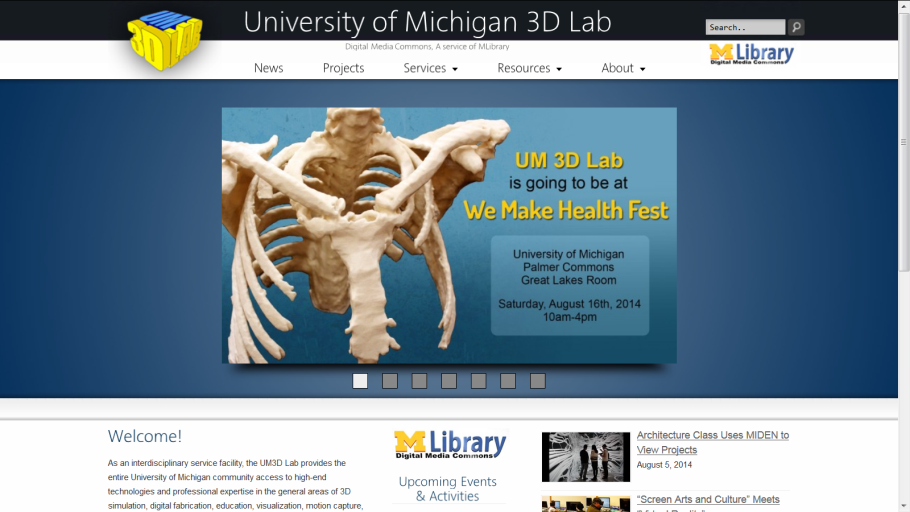 UM
3D LAB
University of Michigan 3D Lab
Search..
Digital Media Commons, A service of MLibrary
M Library
Digital Media Commons
News Projects Services Resources About
UM 3D Lab
is going to be at
We Make Health Fest
University of Michigan
Palmer Commons
Great Lakes Room
Saturday, August 16th, 2014
10am-4pm
Welcome!
As an interdisciplinary service facility, the UM3D Lab provides the
entire University of Michigan community access to high-end
technologies and professional expertise in the general areas of 3D
simulation, digital fabrication, education, visualization, motion capture,
M Library
Digital Media Commons
Upcoming Events
& Activities
Architecture Class Uses MIDEN to
View Projects
August 5, 2014
"Screen Arts and Culture" Meets